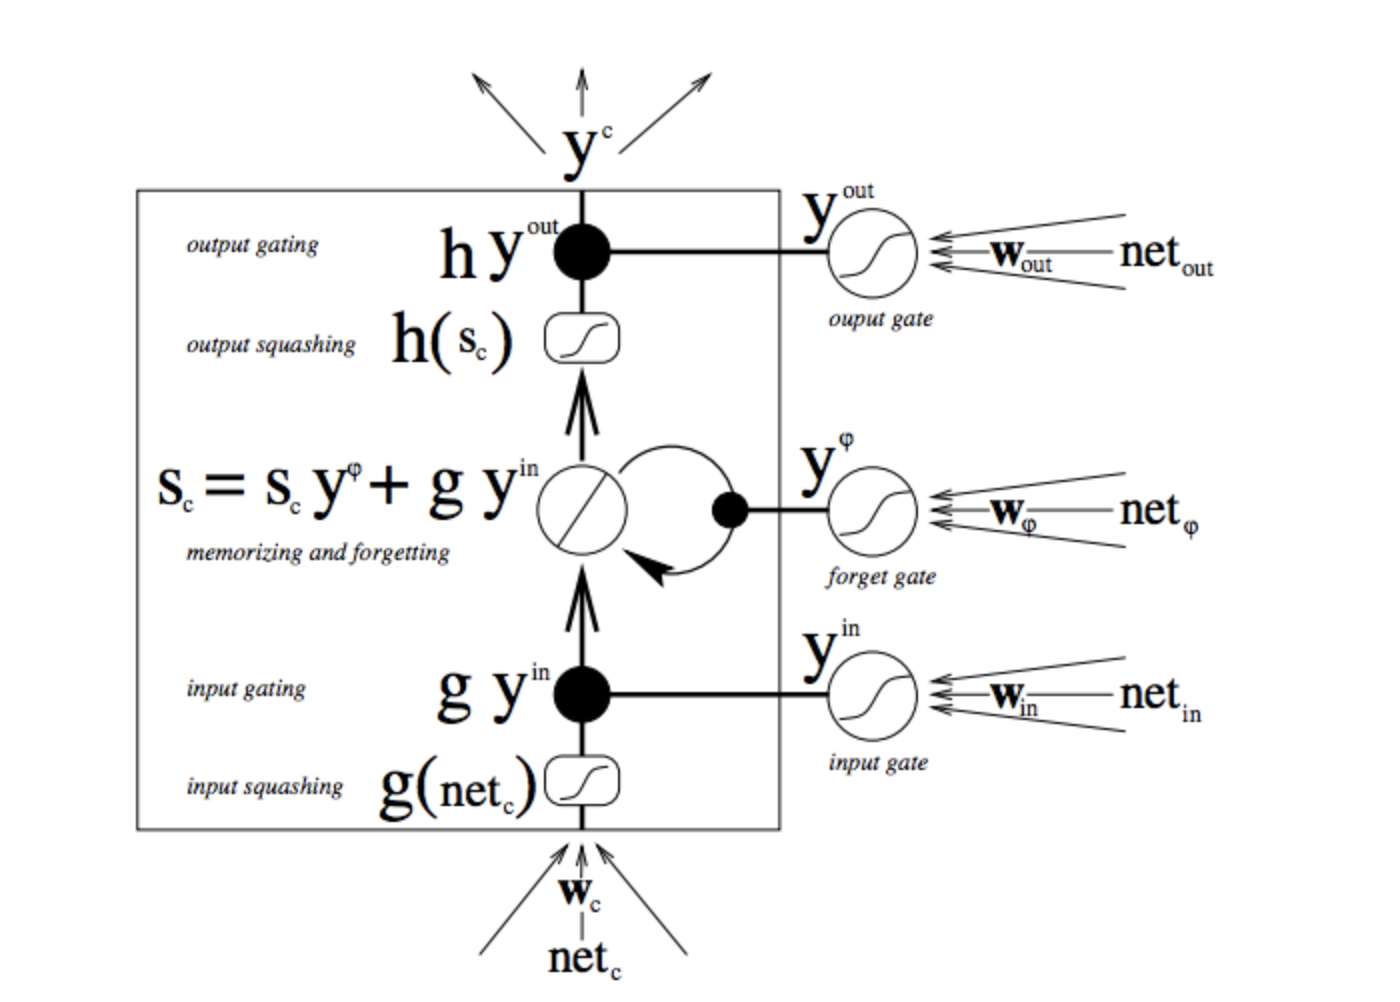 y^c
y^out
output gating h y^out w_out net_out
ouput gate
output squashing h(s_c)
y^φ
s_c = s_c y^φ + g y^in w_φ net_φ
memorizing and forgetting
forget gate
y^in
input gating g y^in w_in net_in
input gate
input squashing g(net_c)
w_c
net_c